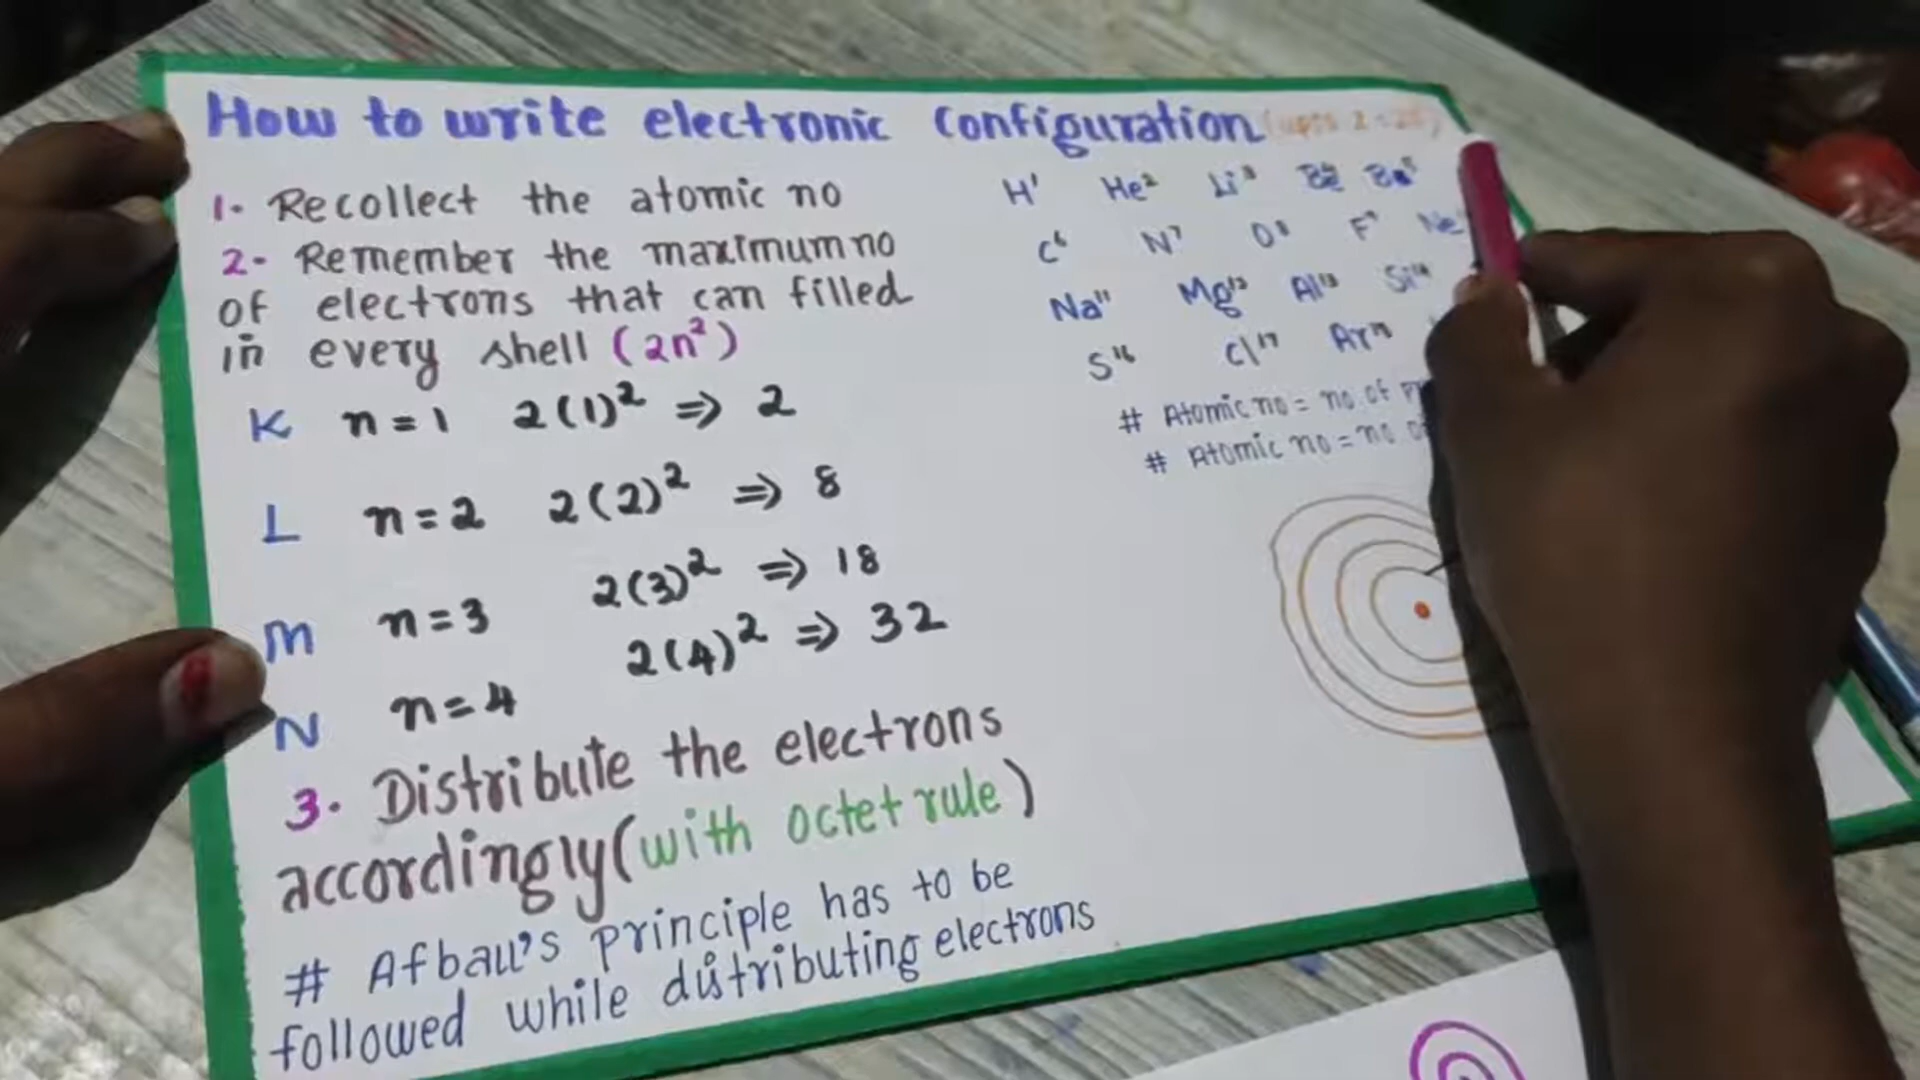 How to write electronic Configuration
1. Recollect the atomic no
2. Remember the maximum no
of electrons that can filled
in every shell (2n²)
K n=1 2(1)² ⇒ 2
L n=2 2(2)² ⇒ 8
M n=3 2(3)² ⇒ 18
N n=4 2(4)² ⇒ 32
3. Distribute the electrons
accordingly (with octet rule)
# Afbau's principle has to be
followed while distributing electrons
H¹ He² Li³
C⁶ N⁷ O⁸ F⁹ Ne
Na¹¹ Mg¹² Al¹³ Si¹⁴
S¹⁶ Cl¹⁷ Ar¹⁸
# Atomic no = no. of
# Atomic no = no